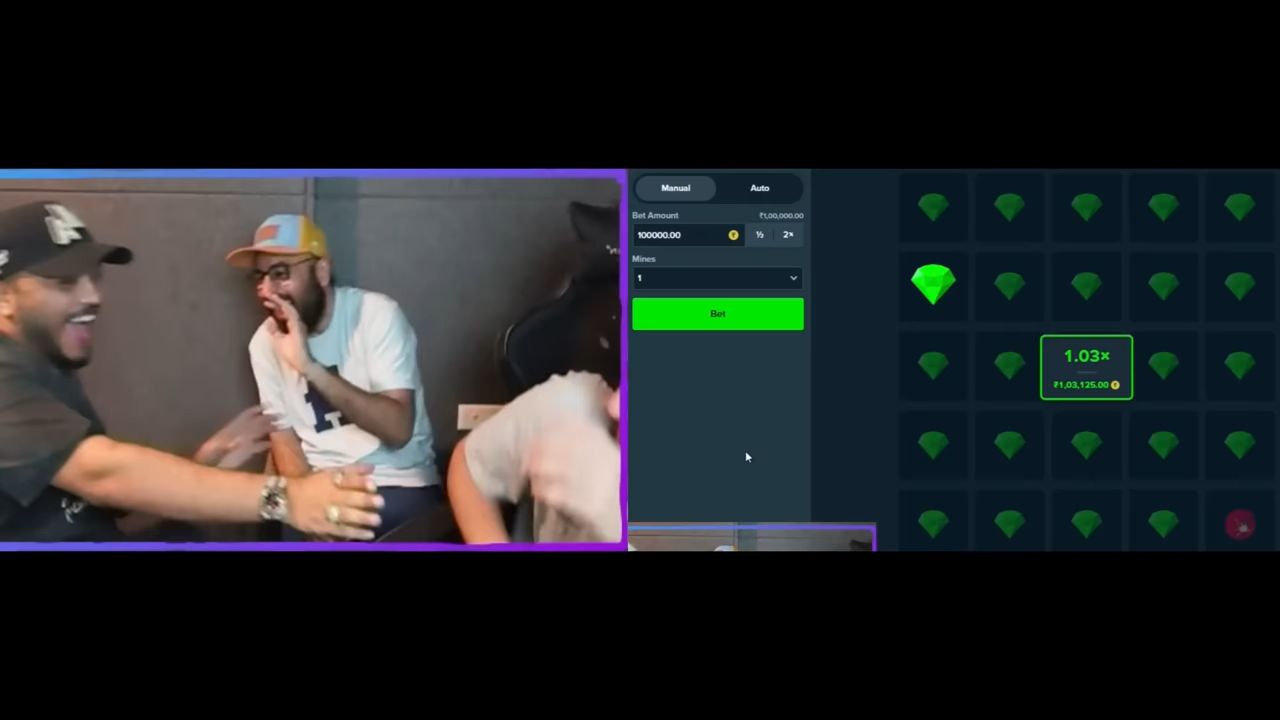 Manual Auto
Bet Amount ₹1,00,000.00
100000.00 ½ 2×
Mines
1
Bet
1.03×
₹1,03,125.00